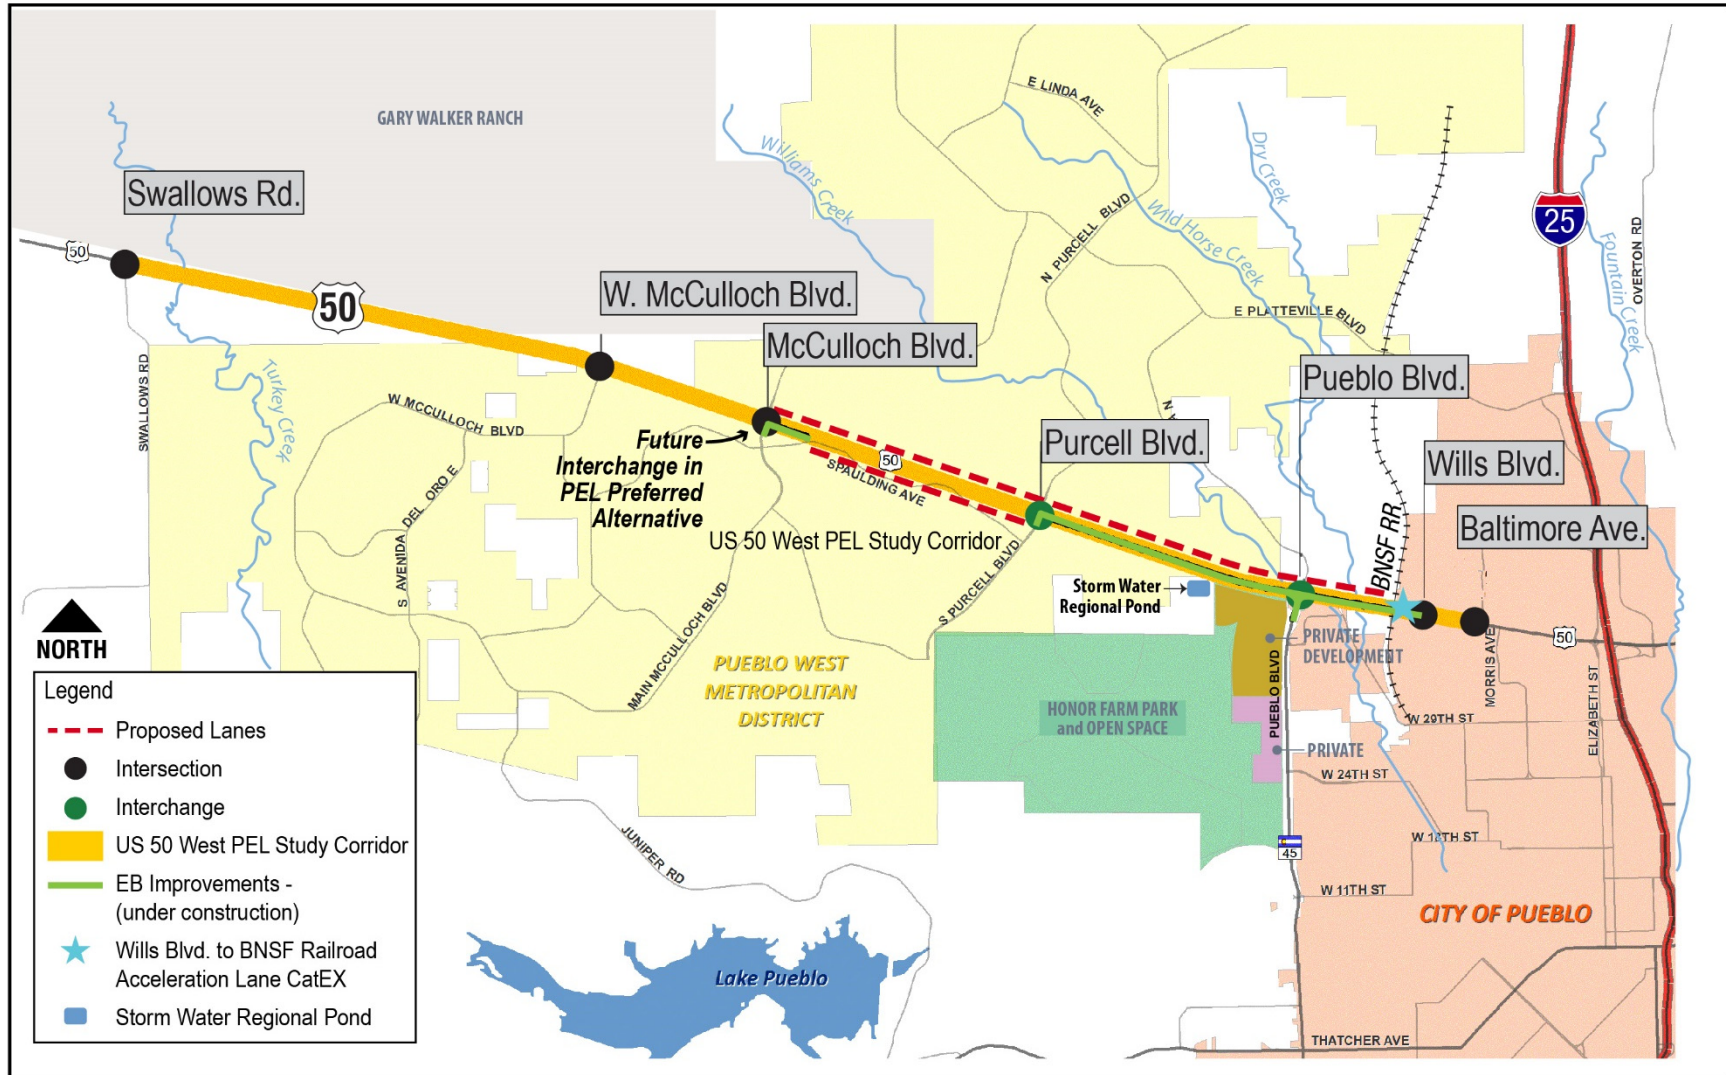 GARY WALKER RANCH
E LINDA AVE
Williams Creek
Dry Creek
Wild Horse Creek
N PURCELL BLVD
25
Fountain Creek
OVERTON RD
Swallows Rd.
50
50
W. McCulloch Blvd.
McCulloch Blvd.
E PLATTEVILLE BLVD
Pueblo Blvd.
SWALLOWS RD
Turkey Creek
W MCCULLOCH BLVD
Future
Interchange in
PEL Preferred
Alternative
50
SPAULDING AVE
Purcell Blvd.
Wills Blvd.
Baltimore Ave.
BNSF RR
S AVENIDA DEL ORO E
US 50 West PEL Study Corridor
S PURCELL BLVD
Storm Water
Regional Pond
MAIN MCCULLOCH BLVD
PUEBLO WEST
METROPOLITAN
DISTRICT
PRIVATE
DEVELOPMENT
PUEBLO BLVD
HONOR FARM PARK
and OPEN SPACE
PRIVATE
50
MORRIS AVE
ELIZABETH ST
W 29TH ST
W 24TH ST
W 18TH ST
45
W 11TH ST
CITY OF PUEBLO
JUNIPER RD
Lake Pueblo
THATCHER AVE
NORTH
Legend
Proposed Lanes
Intersection
Interchange
US 50 West PEL Study Corridor
EB Improvements -
(under construction)
Wills Blvd. to BNSF Railroad
Acceleration Lane CatEX
Storm Water Regional Pond